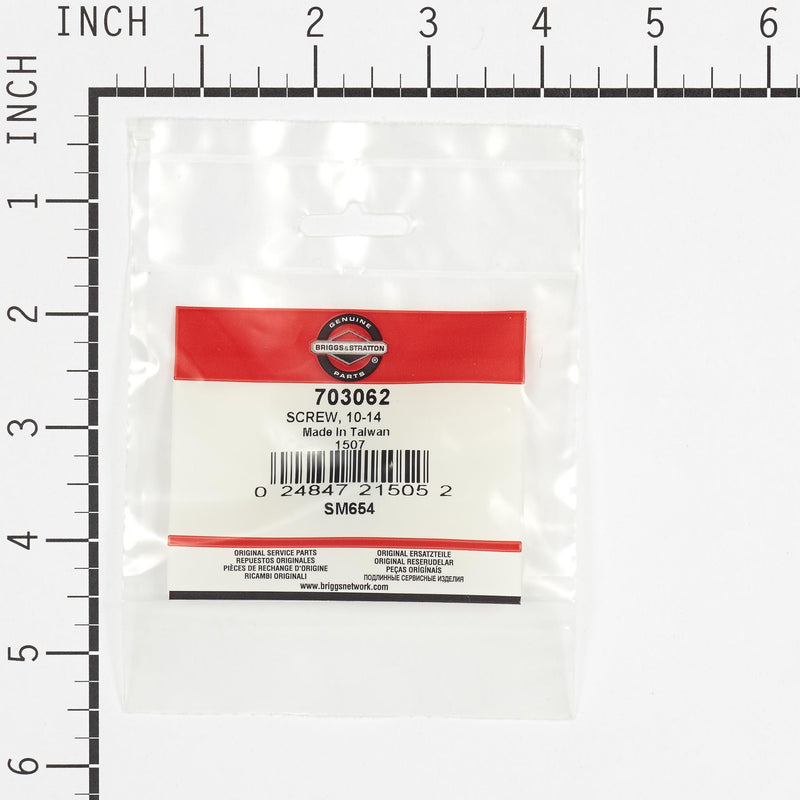 INCH 1 2 3 4 5 6
INCH
1
2
3
4
5
6
GENUINE
BRIGGS & STRATTON
®
PARTS
703062
SCREW, 10-14
Made In Taiwan
1507
0 24847 21505 2
SM654
ORIGINAL SERVICE PARTS
REPUESTOS ORIGINALES
PIÈCES DE RECHANGE D'ORIGINE
RICAMBI ORIGINALI
ORIGINAL ERSATZTEILE
ORIGINAL RESERUDELAR
PEÇAS ORIGÍNAIS
ПОДЛИННЫЕ СЕРВИСНЫЕ ИЗДЕЛИЯ
www.briggsnetwork.com